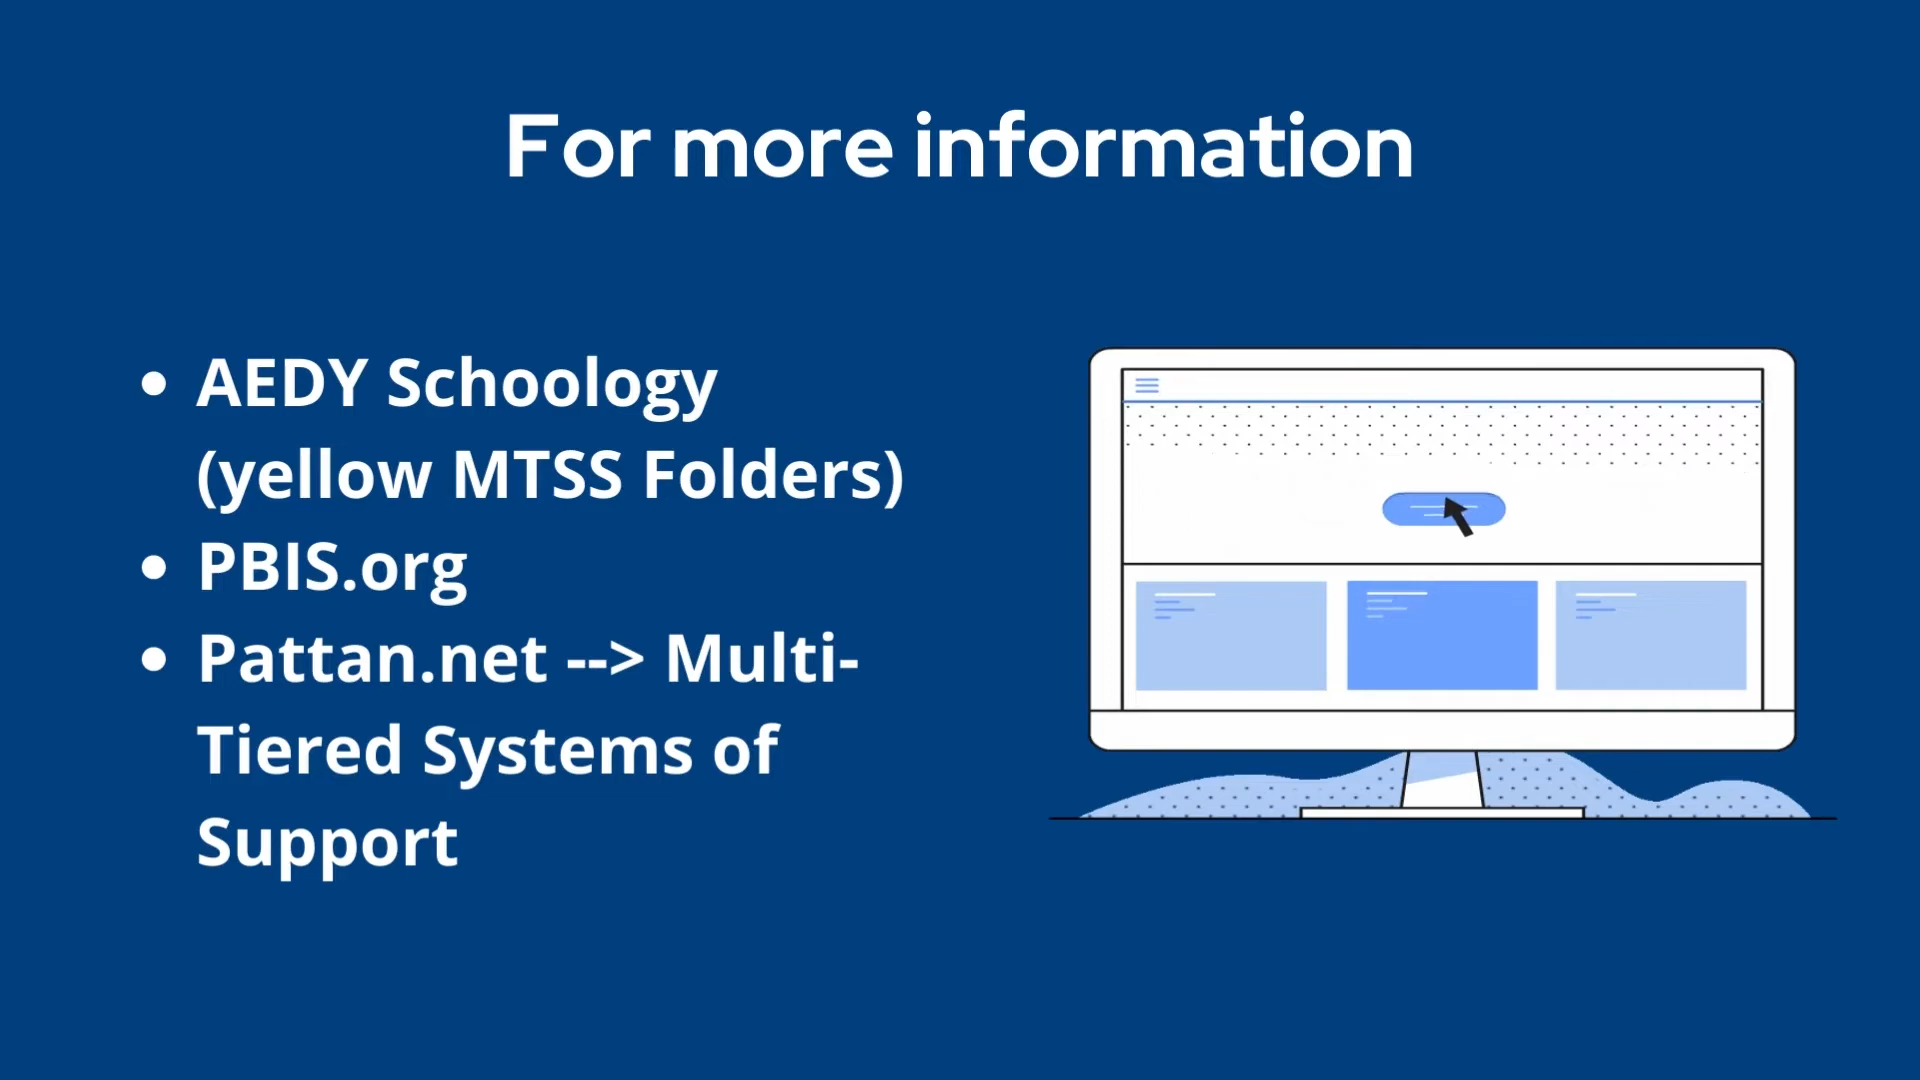 For more information
• AEDY Schoology
(yellow MTSS Folders)
• PBIS.org
• Pattan.net --> Multi-
Tiered Systems of
Support